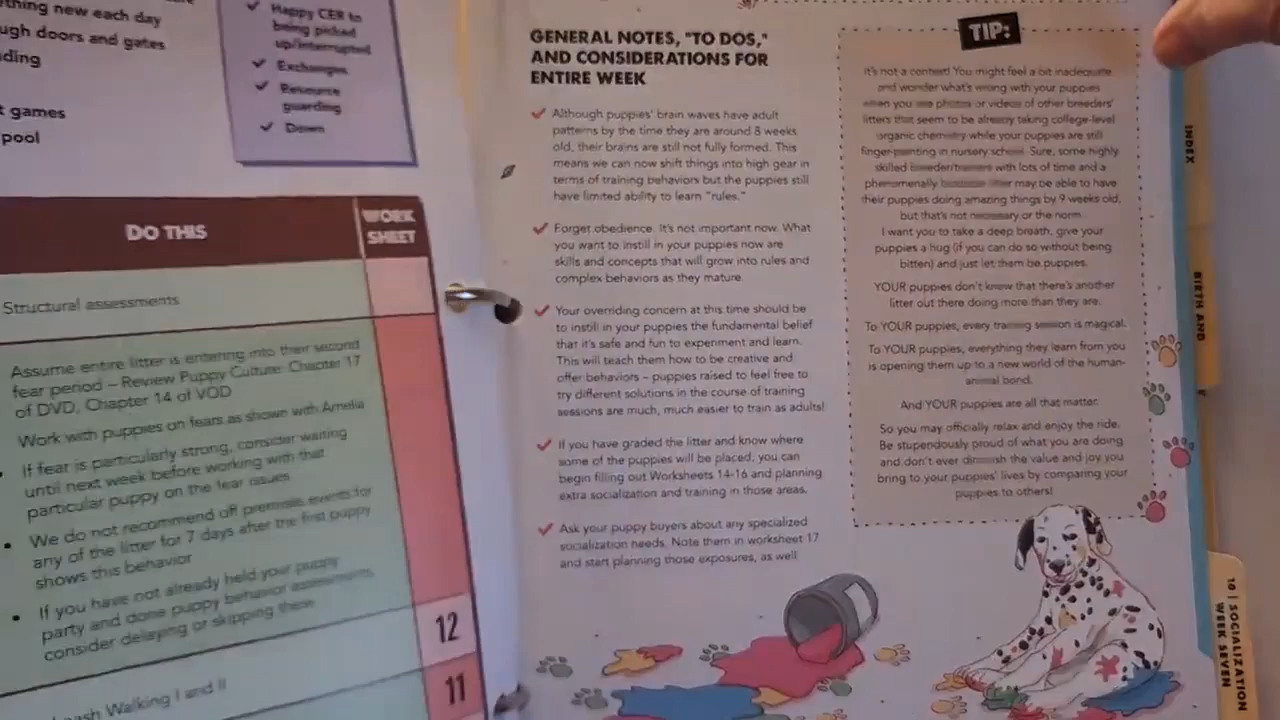 thing new each day
ugh doors and gates
ding
t games
pool
Happy CER to
being picked
up/interrupted
Exchanges
Resource
guarding
Down
DO THIS
WORK
SHEET
Structural assessments
Assume entire litter is entering into their second
fear period – Review Puppy Culture: Chapter 17
of DVD, Chapter 14 of VOD
Work with puppies on fears as shown with Amelia
• If fear is particularly strong, consider waiting
until next week before working with that
particular puppy on the fear issues
• We do not recommend off premises events for
any of the litter for 7 days after the first puppy
shows this behavior
• If you have not already held your puppy
party and done puppy behavior assessments,
consider delaying or skipping these
12
Leash Walking I and II
11
GENERAL NOTES, "TO DOS,"
AND CONSIDERATIONS FOR
ENTIRE WEEK
Although puppies' brain waves have adult
patterns by the time they are around 8 weeks
old, their brains are still not fully formed. This
means we can now shift things into high gear in
terms of training behaviors but the puppies still
have limited ability to learn "rules."
Forget obedience. It's not important now. What
you want to instill in your puppies now are
skills and concepts that will grow into rules and
complex behaviors as they mature.
Your overriding concern at this time should be
to instill in your puppies the fundamental belief
that it's safe and fun to experiment and learn.
This will teach them how to be creative and
offer behaviors – puppies raised to feel free to
try different solutions in the course of training
sessions are much, much easier to train as adults!
If you have graded the litter and know where
some of the puppies will be placed, you can
begin filling out Worksheets 14-16 and planning
extra socialization and training in those areas.
Ask your puppy buyers about any specialized
socialization needs. Note them in worksheet 17
and start planning those exposures, as well
TIP:
It's not a contest! You might feel a bit inadequate
and wonder what's wrong with your puppies
when you see photos or videos of other breeders'
litters that seem to be already taking college-level
organic chemistry while your puppies are still
finger-painting in nursery school. Sure, some highly
skilled breeder/trainers with lots of time and a
phenomenally litter may be able to have
their puppies doing amazing things by 9 weeks old,
but that's not necessary or the norm.
I want you to take a deep breath, give your
puppies a hug (if you can do so without being
bitten) and just let them be puppies.
YOUR puppies don't know that there's another
litter out there doing more than they are.
To YOUR puppies, every training session is magical.
To YOUR puppies, everything they learn from you
is opening them up to a new world of the human-
animal bond.
And YOUR puppies are all that matter.
So you may officially relax and enjoy the ride.
Be stupendously proud of what you are doing
and don't ever diminish the value and joy you
bring to your puppies' lives by comparing your
puppies to others!
INDEX
BIRTH AND
10 | SOCIALIZATION
WEEK SEVEN